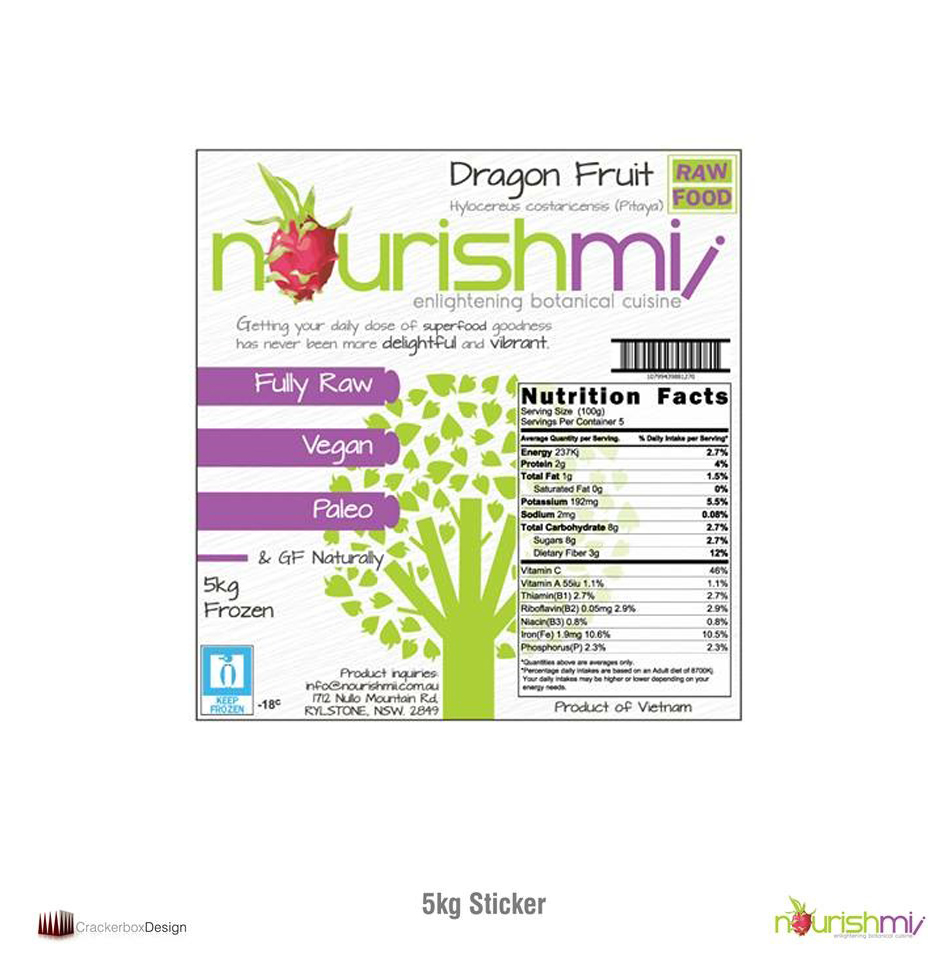 Dragon Fruit
RAW
FOOD
Hylocereus costaricensis (Pitaya)
nourishmii
enlightening botanical cuisine
Getting your daily dose of superfood goodness
has never been more delightful and vibrant.
Fully Raw
Vegan
Paleo
& GF Naturally
5kg
Frozen
KEEP
FROZEN
-18c
Product inquiries:
info@nourishmii.com.au
1712 Nullo Mountain Rd,
RYLSTONE, NSW. 2849
Nutrition Facts
Serving Size (100g)
Servings Per Container 5
Average Quantity per Serving. % Daily Intake per Serving*
Energy 237Kj 2.7%
Protein 2g 4%
Total Fat 1g 1.5%
Saturated Fat 0g 0%
Potassium 192mg 5.5%
Sodium 2mg 0.08%
Total Carbohydrate 8g 2.7%
Sugars 8g 2.7%
Dietary Fiber 3g 12%
Vitamin C 46%
Vitamin A 55iu 1.1% 1.1%
Thiamin(B1) 2.7% 2.7%
Riboflavin(B2) 0.05mg 2.9% 2.9%
Niacin(B3) 0.8% 0.8%
Iron(Fe) 1.9mg 10.6% 10.5%
Phosphorus(P) 2.3% 2.3%
*Quantities above are averages only.
*Percentage daily intakes are based on an Adult diet of 8700Kj
Your daily intakes may be higher or lower depending on your
energy needs.
Product of Vietnam
5kg Sticker
CrackerboxDesign
nourishmii
enlightening botanical cuisine